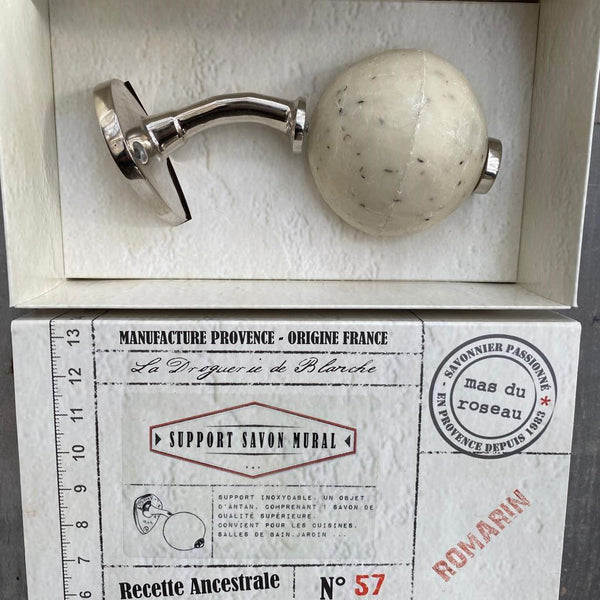 MANUFACTURE PROVENCE - ORIGINE FRANCE
La Droguerie de Blanche
SUPPORT SAVON MURAL
SUPPORT INOXYDABLE, UN OBJET
D'ANTAN. COMPRENANT 1 SAVON DE
QUALITÉ SUPÉRIEURE.
CONVIENT POUR LES CUISINES.
SALLES DE BAIN.JARDIN ...
SAVONNIER PASSIONNÉ
mas du
roseau
EN PROVENCE DEPUIS 1983 *
ROMARIN
Recette Ancestrale
N° 57
13
12
11
10
9
8
7
6